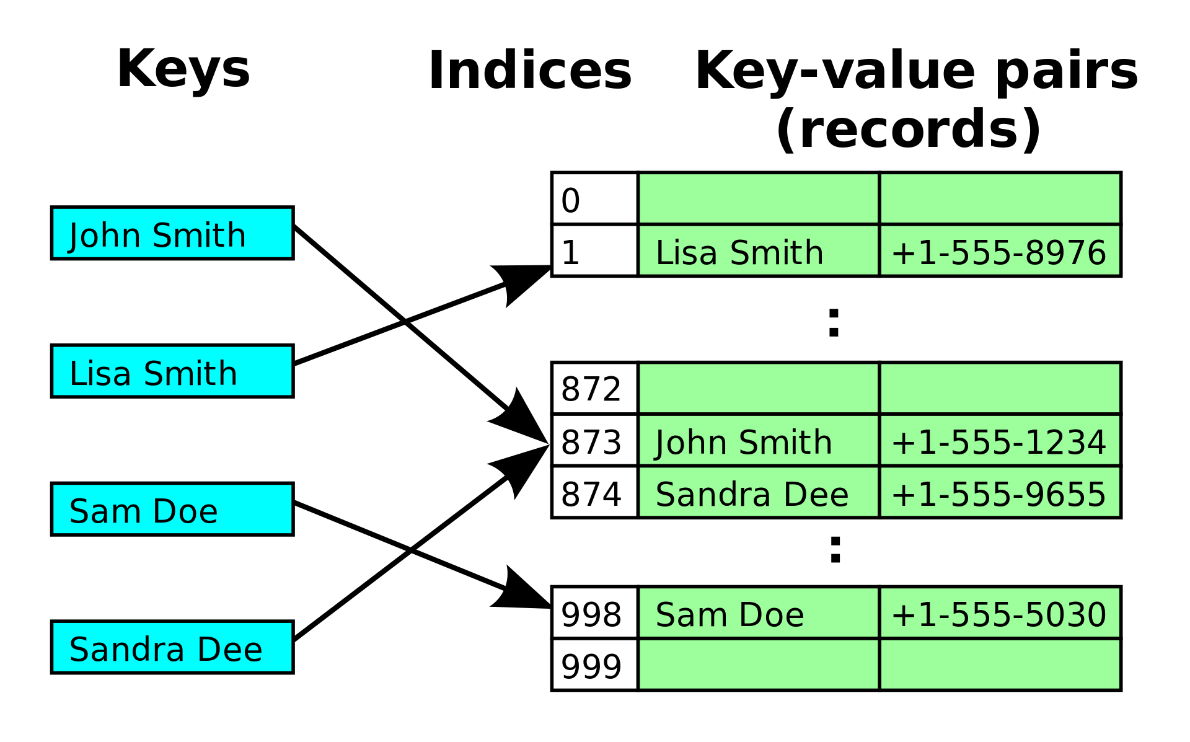 Keys
Indices
Key-value pairs
(records)
John Smith
Lisa Smith
Sam Doe
Sandra Dee
0
1 Lisa Smith +1-555-8976
:
872
873 John Smith +1-555-1234
874 Sandra Dee +1-555-9655
:
998 Sam Doe +1-555-5030
999